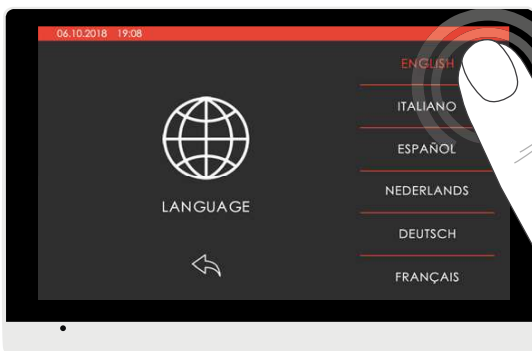 06.10.2018 19:08
ENGLISH
ITALIANO
ESPAÑOL
LANGUAGE
NEDERLANDS
DEUTSCH
FRANÇAIS